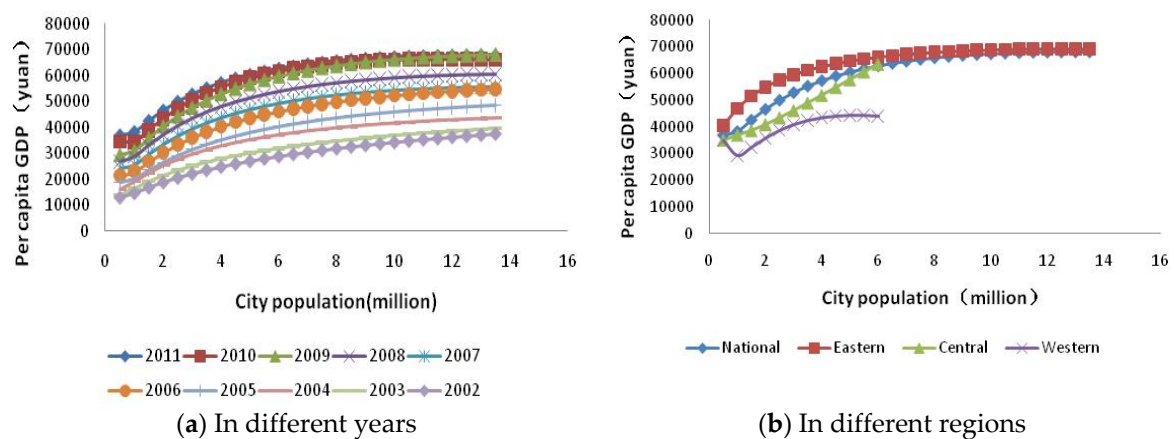 Per capita GDP（yuan）
80000
70000
60000
50000
40000
30000
20000
10000
0
0 2 4 6 8 10 12 14 16
City population(million)
2011 2010 2009 2008 2007
2006 2005 2004 2003 2002
(a) In different years
Per capita GDP（yuan）
80000
70000
60000
50000
40000
30000
20000
10000
0
0 2 4 6 8 10 12 14 16
City population（million）
National Eastern Central Western
(b) In different regions